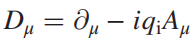 D_μ = ∂_μ − iq_i A_μ